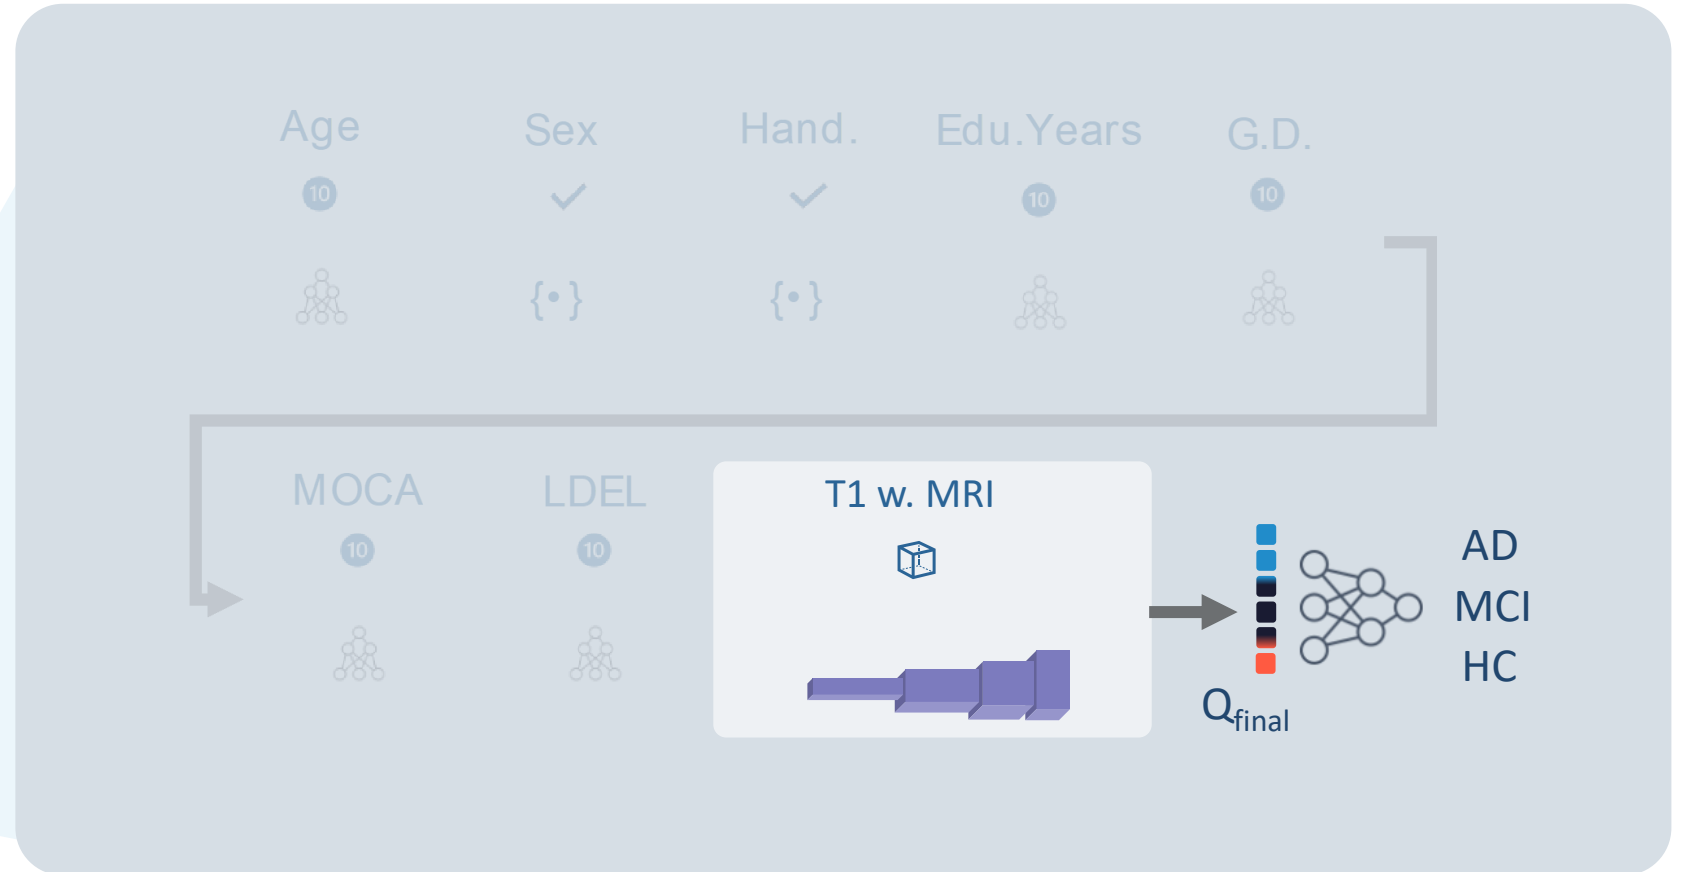 Age Sex Hand. Edu.Years G.D.
10 10 10
{•} {•}
MOCA LDEL T1 w. MRI
10 10
AD
MCI
HC
Qfinal